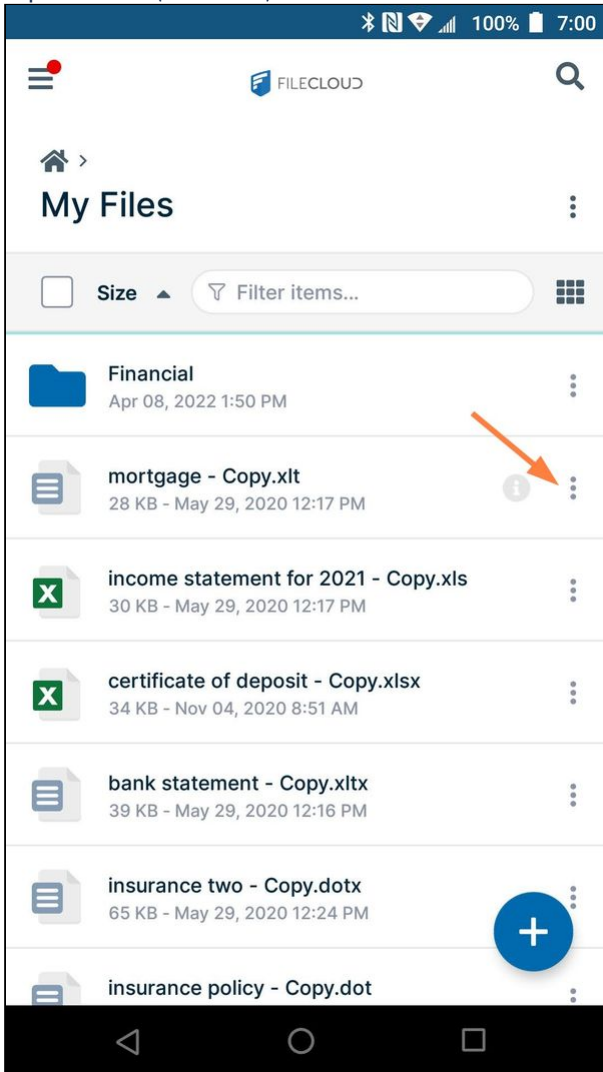 100% 7:00
FILECLOUD
My Files
Size Filter items...
Financial
Apr 08, 2022 1:50 PM
mortgage - Copy.xlt
28 KB - May 29, 2020 12:17 PM
income statement for 2021 - Copy.xls
30 KB - May 29, 2020 12:17 PM
certificate of deposit - Copy.xlsx
34 KB - Nov 04, 2020 8:51 AM
bank statement - Copy.xltx
39 KB - May 29, 2020 12:16 PM
insurance two - Copy.dotx
65 KB - May 29, 2020 12:24 PM
insurance policy - Copy.dot